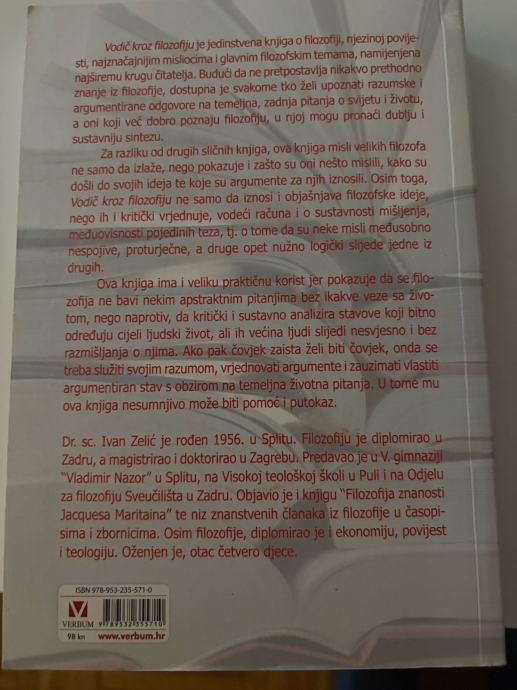 Vodič kroz filozofiju je jedinstvena knjiga o filozofiji, njezinoj povije-
sti, najznačajnijim misliocima i glavnim filozofskim temama, namijenjena
najširemu krugu čitatelja. Budući da ne pretpostavlja nikakvo prethodno
znanje iz filozofije, dostupna je svakome tko želi upoznati razumske i
argumentirane odgovore na temeljna, zadnja pitanja o svijetu i životu,
a oni koji već dobro poznaju filozofiju, u njoj mogu pronaći dublju i
sustavniju sintezu.
Za razliku od drugih sličnih knjiga, ova knjiga misli velikih filozofa
ne samo da izlaže, nego pokazuje i zašto su oni nešto mislili, kako su
došli do svojih ideja te koje su argumente za njih iznosili. Osim toga,
Vodič kroz filozofiju ne samo da iznosi i objašnjava filozofske ideje,
nego ih i kritički vrjednuje, vodeći računa i o sustavnosti mišljenja,
međuovisnosti pojedinih teza, tj. o tome da su neke misli međusobno
nespojive, proturječne, a druge opet nužno logički slijede jedne iz
drugih.
Ova knjiga ima i veliku praktičnu korist jer pokazuje da se filo-
zofija ne bavi nekim apstraktnim pitanjima bez ikakve veze sa živo-
tom, nego naprotiv, da kritički i sustavno analizira stavove koji bitno
određuju cijeli ljudski život, ali ih većina ljudi slijedi nesvjesno i bez
razmišljanja o njima. Ako pak čovjek zaista želi biti čovjek, onda se
treba služiti svojim razumom, vrjednovati argumente i zauzimati vlastiti
argumentiran stav s obzirom na temeljna životna pitanja. U tome mu
ova knjiga nesumnjivo može biti pomoć i putokaz.
Dr. sc. Ivan Zelić je rođen 1956. u Splitu. Filozofiju je diplomirao u
Zadru, a magistrirao i doktorirao u Zagrebu. Predavao je u V. gimnaziji
"Vladimir Nazor" u Splitu, na Visokoj teološkoj školi u Puli i na Odjelu
za filozofiju Sveučilišta u Zadru. Objavio je i knjigu "Filozofija znanosti
Jacquesa Maritaina" te niz znanstvenih članaka iz filozofije u časopi-
sima i zbornicima. Osim filozofije, diplomirao je i ekonomiju, povijest
i teologiju. Oženjen je, otac četvero djece.
ISBN 978-953-235-571-0
VERBUM
9 789532 355710
98 kn
www.verbum.hr